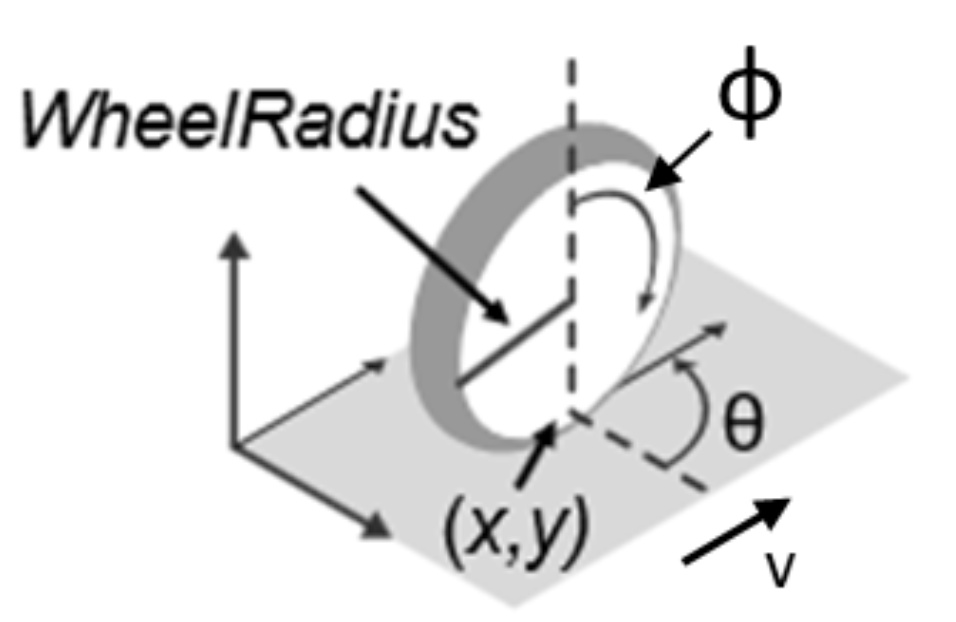 ϕ
WheelRadius
θ
(x,y)
v